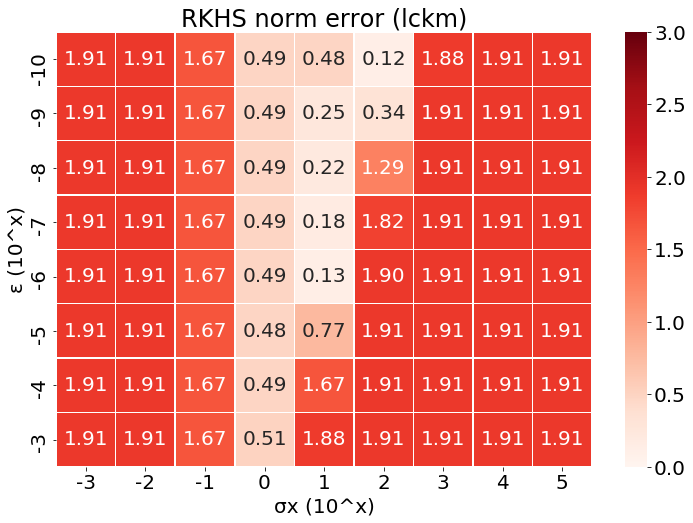 RKHS norm error (lckm)
ε (10^x)
-10 1.91 1.91 1.67 0.49 0.48 0.12 1.88 1.91 1.91
-9 1.91 1.91 1.67 0.49 0.25 0.34 1.91 1.91 1.91
-8 1.91 1.91 1.67 0.49 0.22 1.29 1.91 1.91 1.91
-7 1.91 1.91 1.67 0.49 0.18 1.82 1.91 1.91 1.91
-6 1.91 1.91 1.67 0.49 0.13 1.90 1.91 1.91 1.91
-5 1.91 1.91 1.67 0.48 0.77 1.91 1.91 1.91 1.91
-4 1.91 1.91 1.67 0.49 1.67 1.91 1.91 1.91 1.91
-3 1.91 1.91 1.67 0.51 1.88 1.91 1.91 1.91 1.91
-3 -2 -1 0 1 2 3 4 5
σx (10^x)
3.0
2.5
2.0
1.5
1.0
0.5
0.0